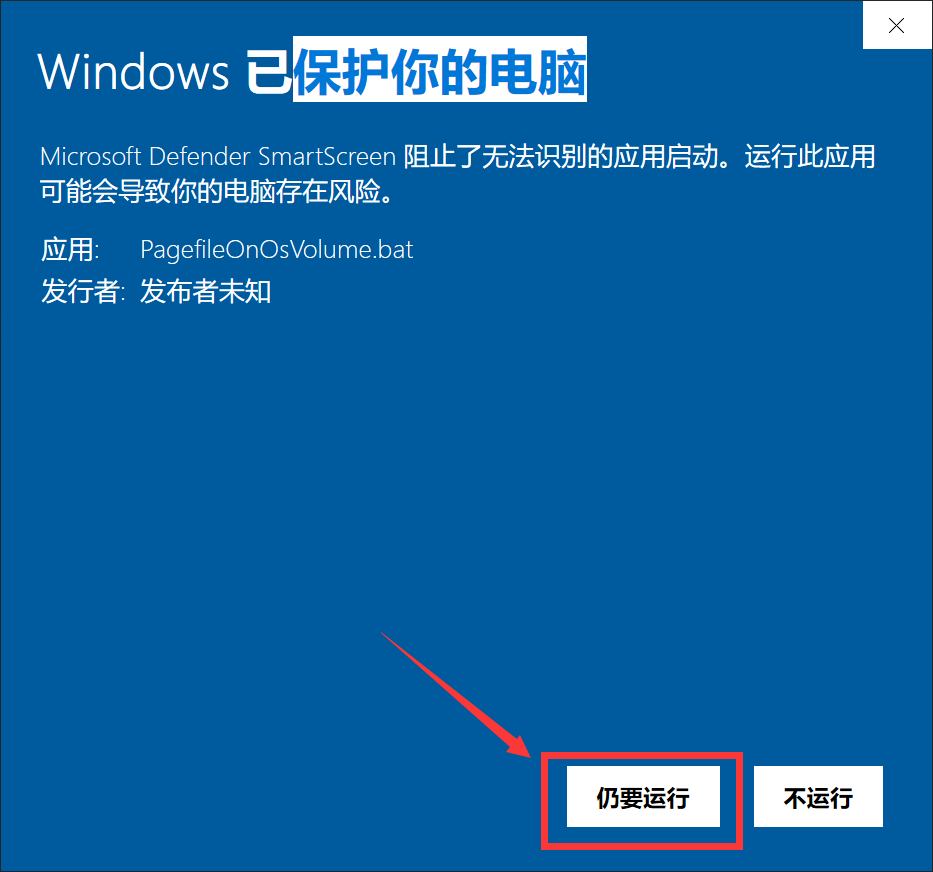 Windows 已保护你的电脑
Microsoft Defender SmartScreen 阻止了无法识别的应用启动。运行此应用
可能会导致你的电脑存在风险。
应用: PagefileOnOsVolume.bat
发行者: 发布者未知
仍要运行 不运行